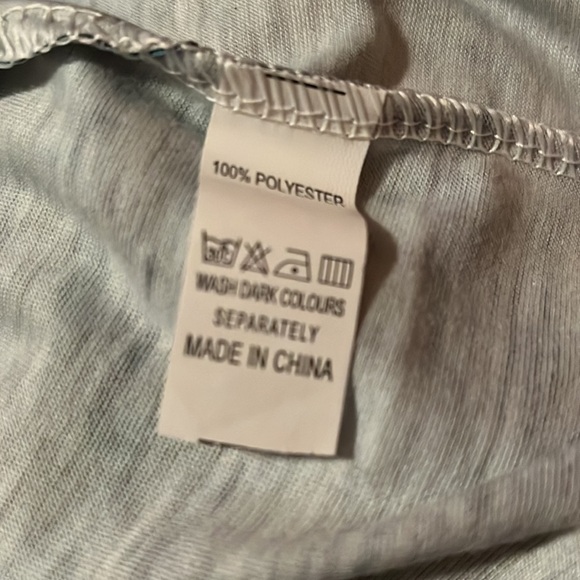 100% POLYESTER
WASH DARK COLOURS
SEPARATELY
MADE IN CHINA